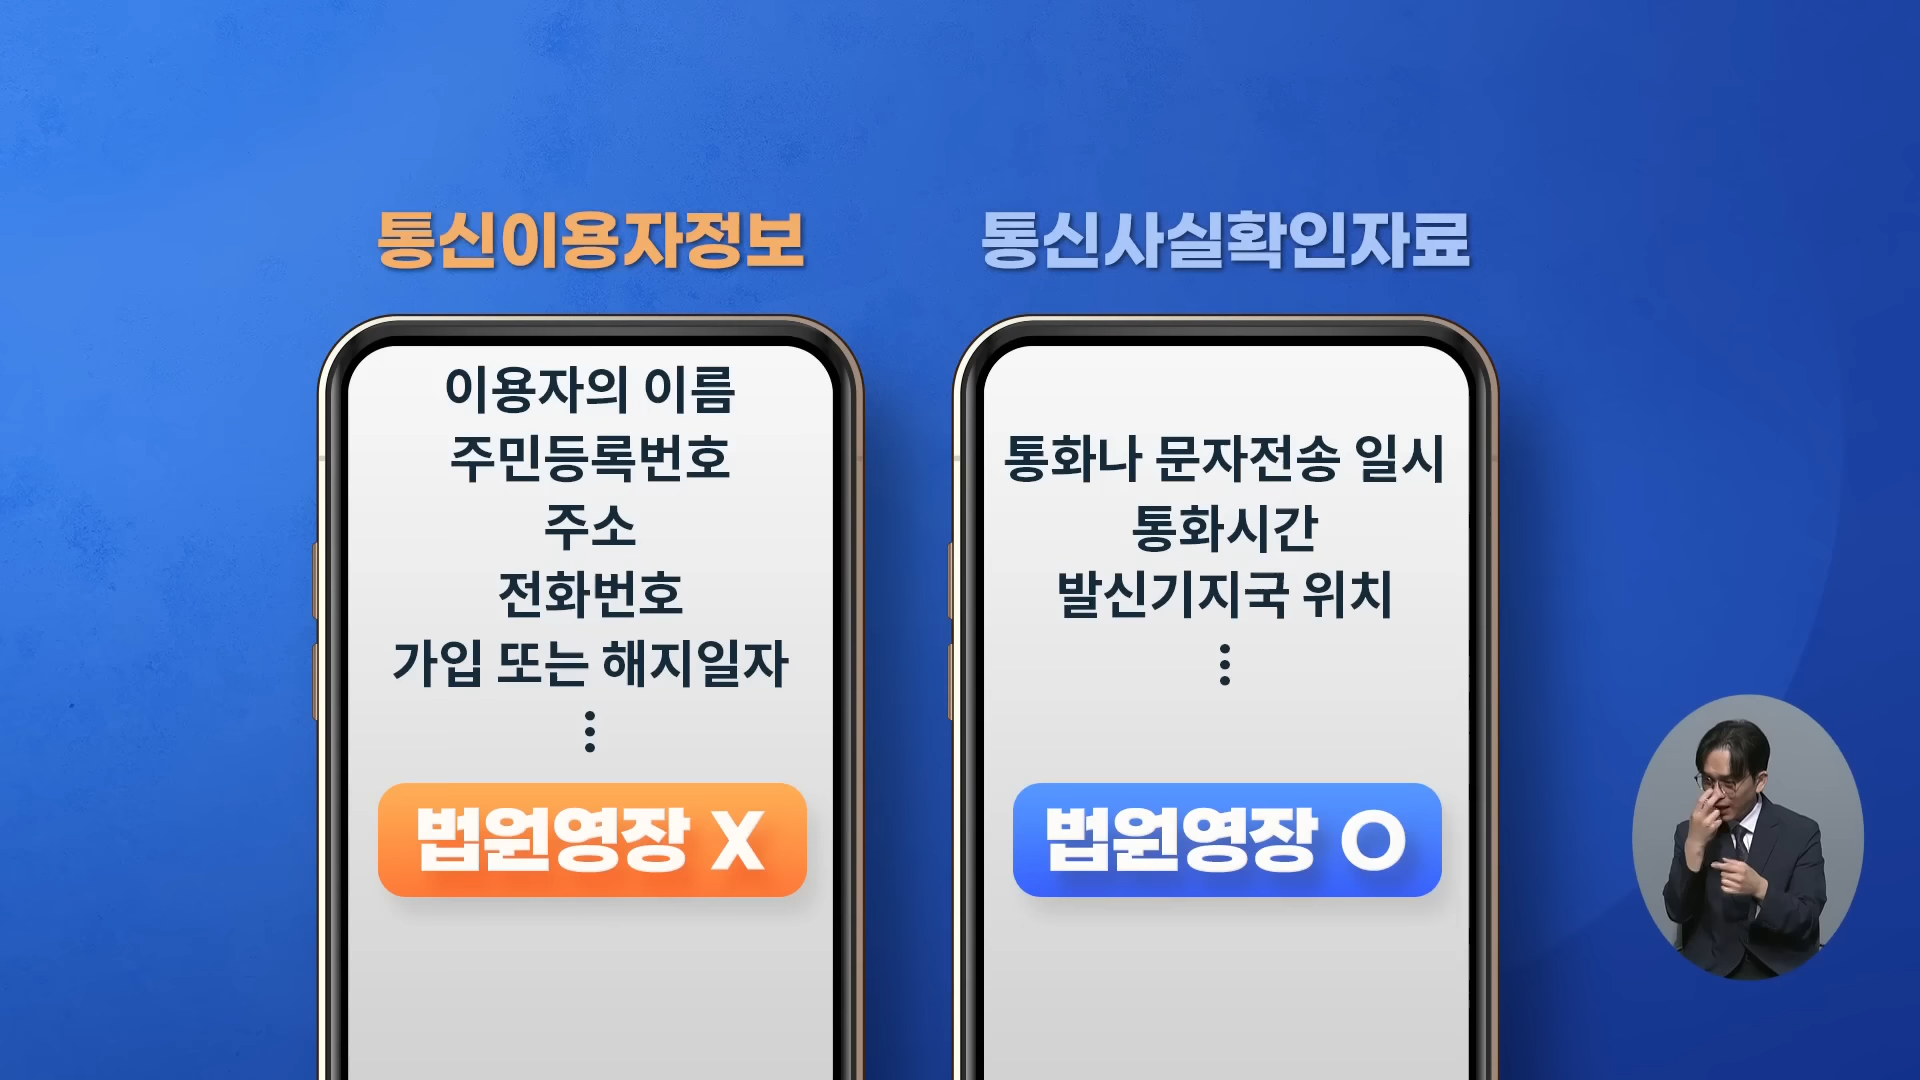 통신이용자정보
이용자의 이름
주민등록번호
주소
전화번호
가입 또는 해지일자
⋮
법원영장 X
통신사실확인자료
통화나 문자전송 일시
통화시간
발신기지국 위치
⋮
법원영장 O